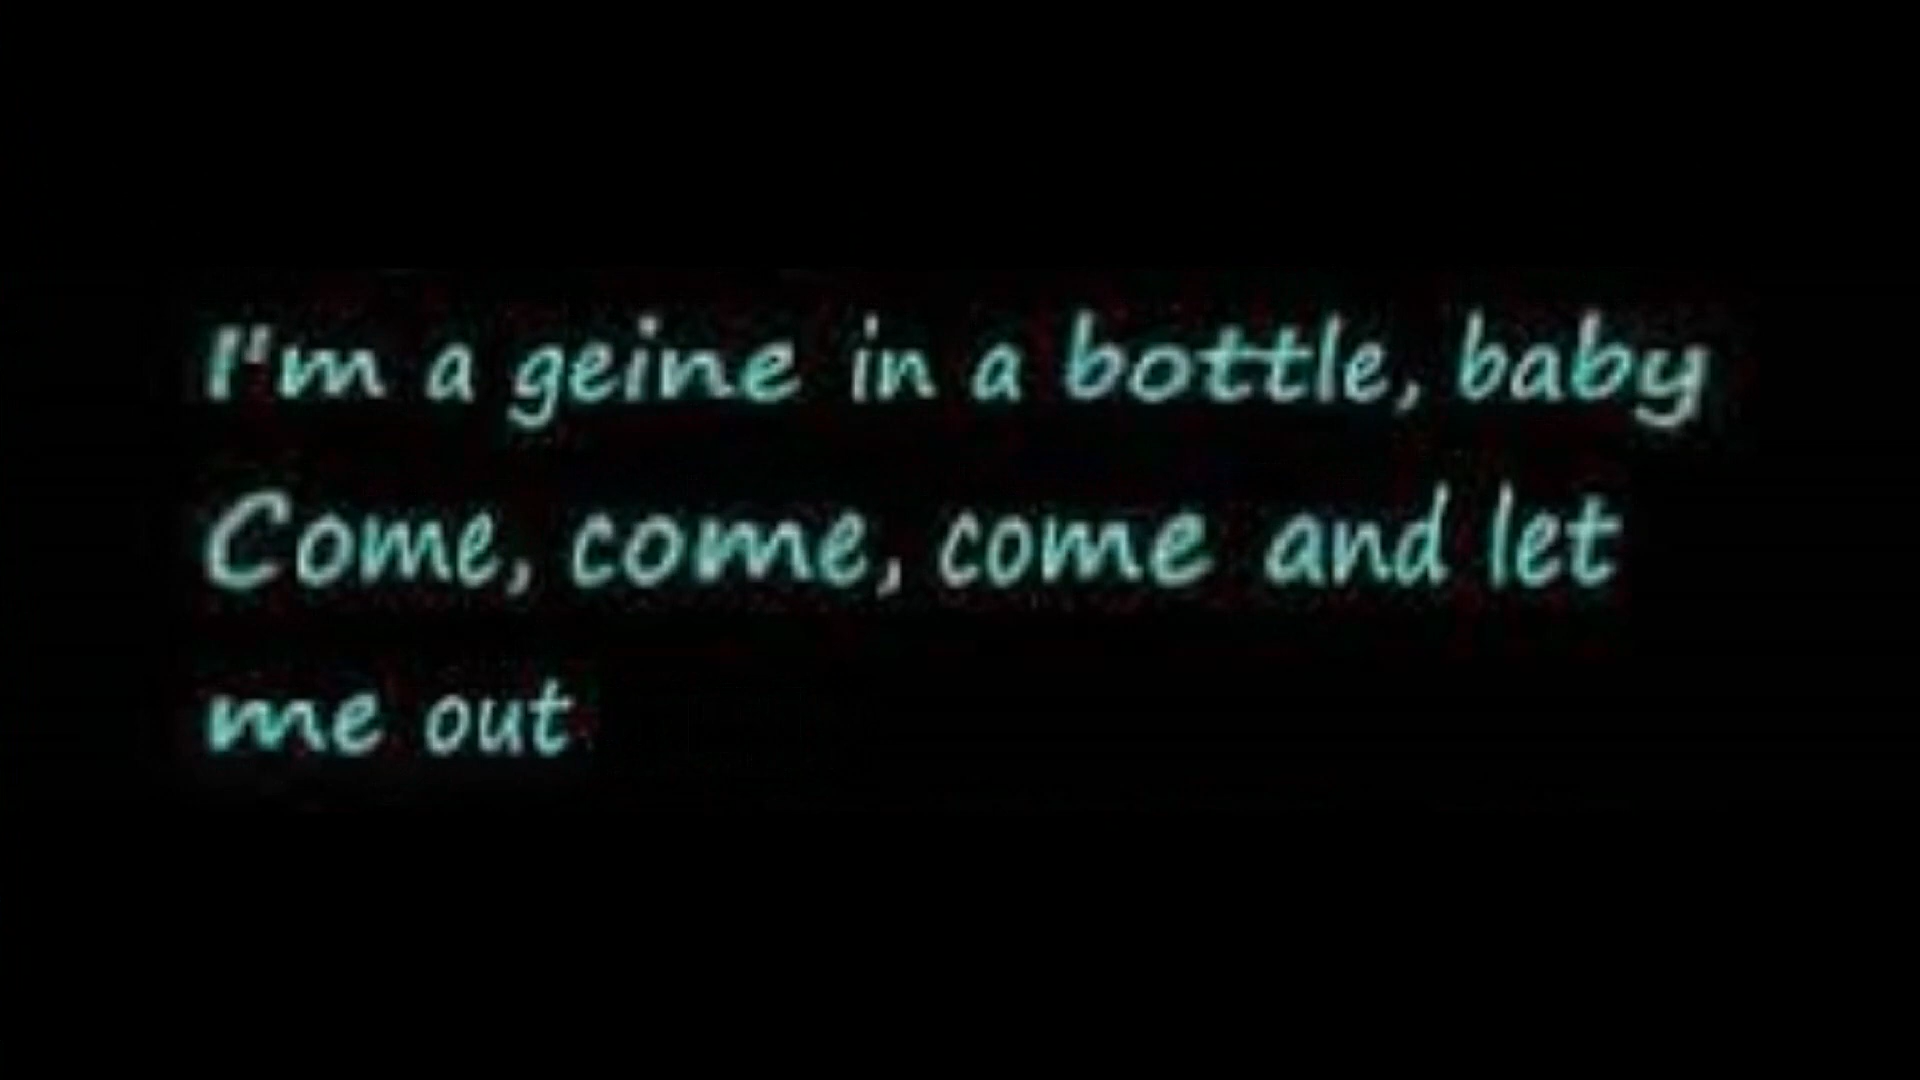 I'm a geine in a bottle, baby
Come, come, come and let
me out